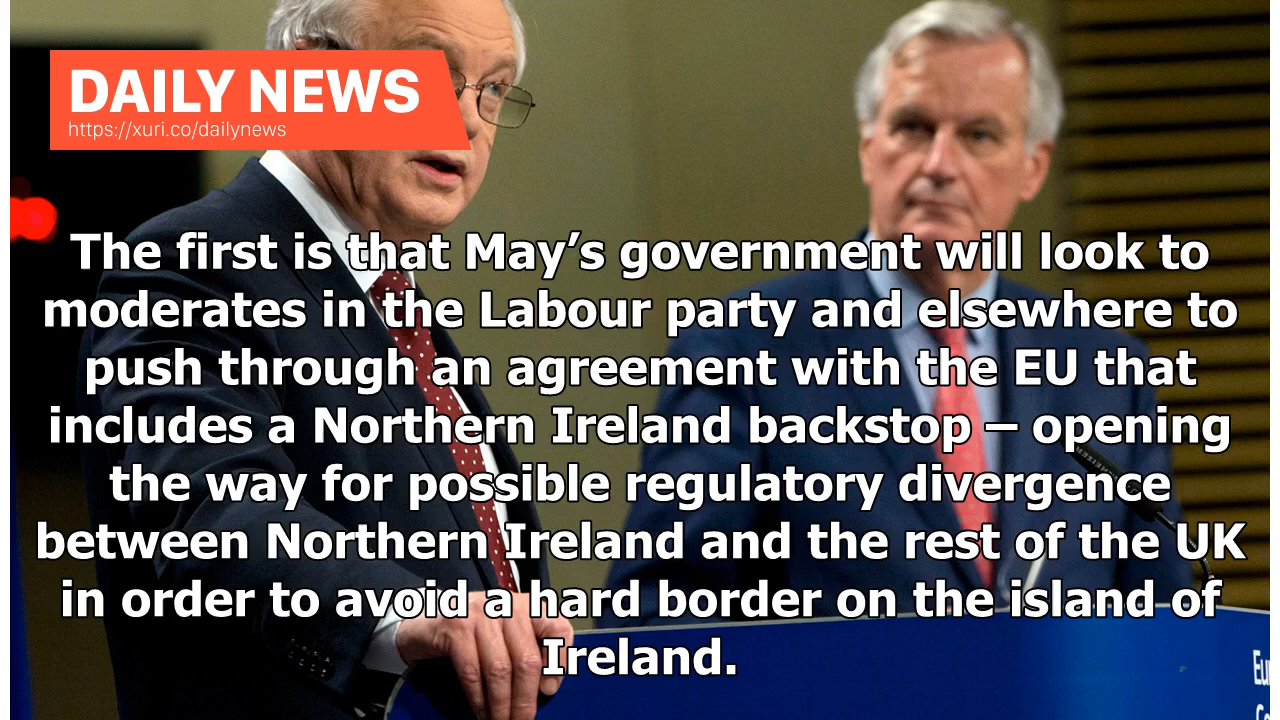 DAILY NEWS
https://xuri.co/dailynews
The first is that May’s government will look to
moderates in the Labour party and elsewhere to
push through an agreement with the EU that
includes a Northern Ireland backstop – opening
the way for possible regulatory divergence
between Northern Ireland and the rest of the UK
in order to avoid a hard border on the island of
Ireland.